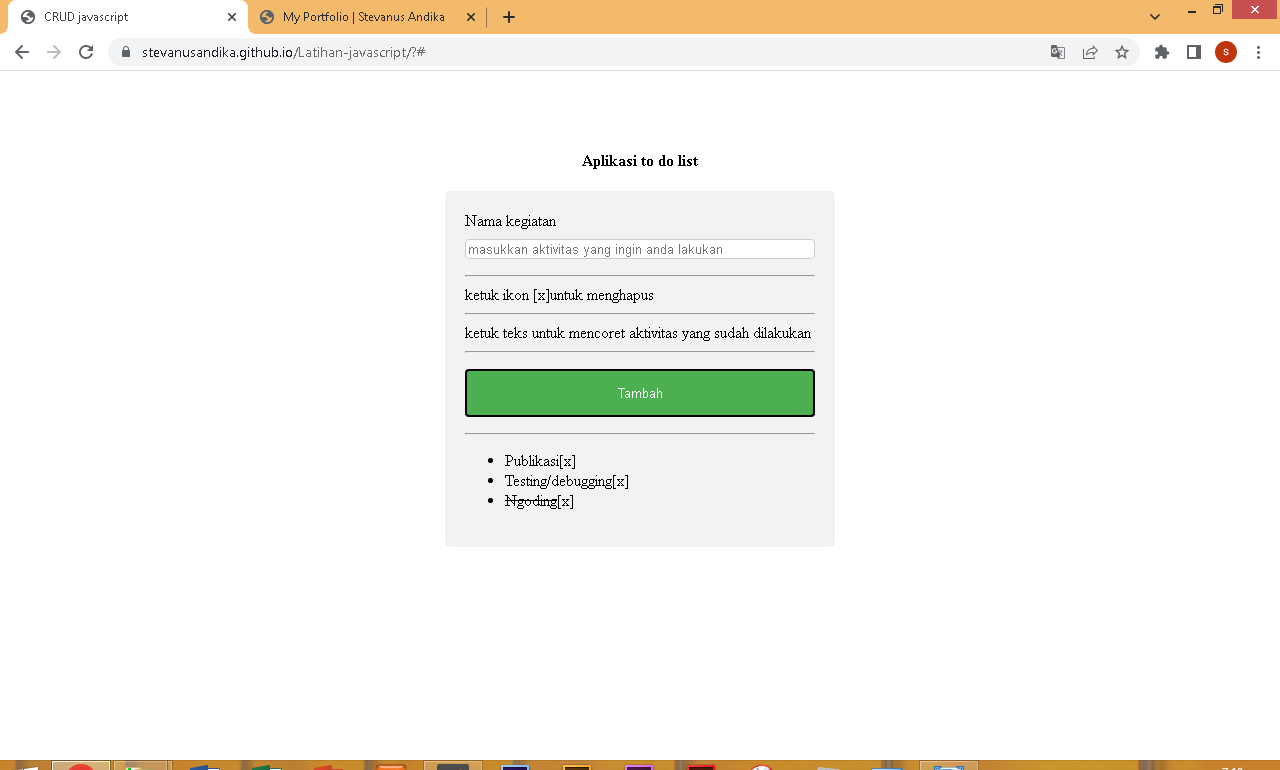 CRUD javascript
My Portfolio | Stevanus Andika
stevanusandika.github.io/Latihan-javascript/?#
s
Aplikasi to do list
Nama kegiatan
masukkan aktivitas yang ingin anda lakukan
ketuk ikon [x]untuk menghapus
ketuk teks untuk mencoret aktivitas yang sudah dilakukan
Tambah
Publikasi[x]
Testing/debugging[x]
Ngoding[x]